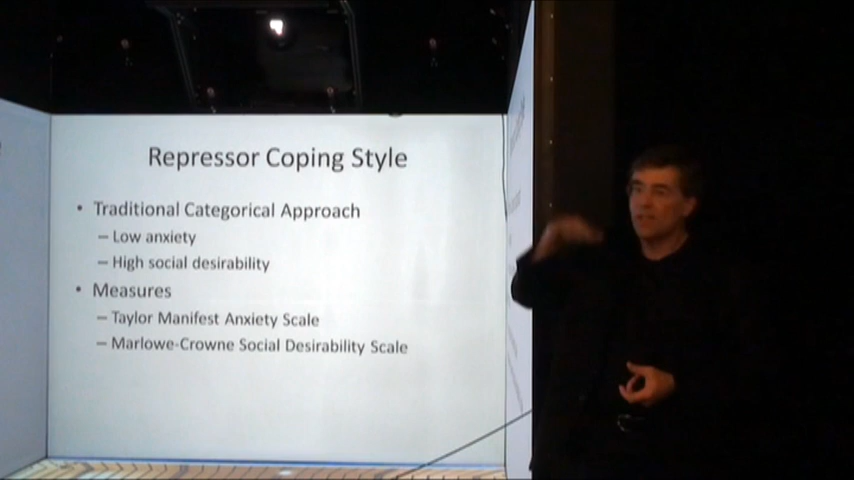 Repressor Coping Style
• Traditional Categorical Approach
– Low anxiety
– High social desirability
• Measures
– Taylor Manifest Anxiety Scale
– Marlowe-Crowne Social Desirability Scale